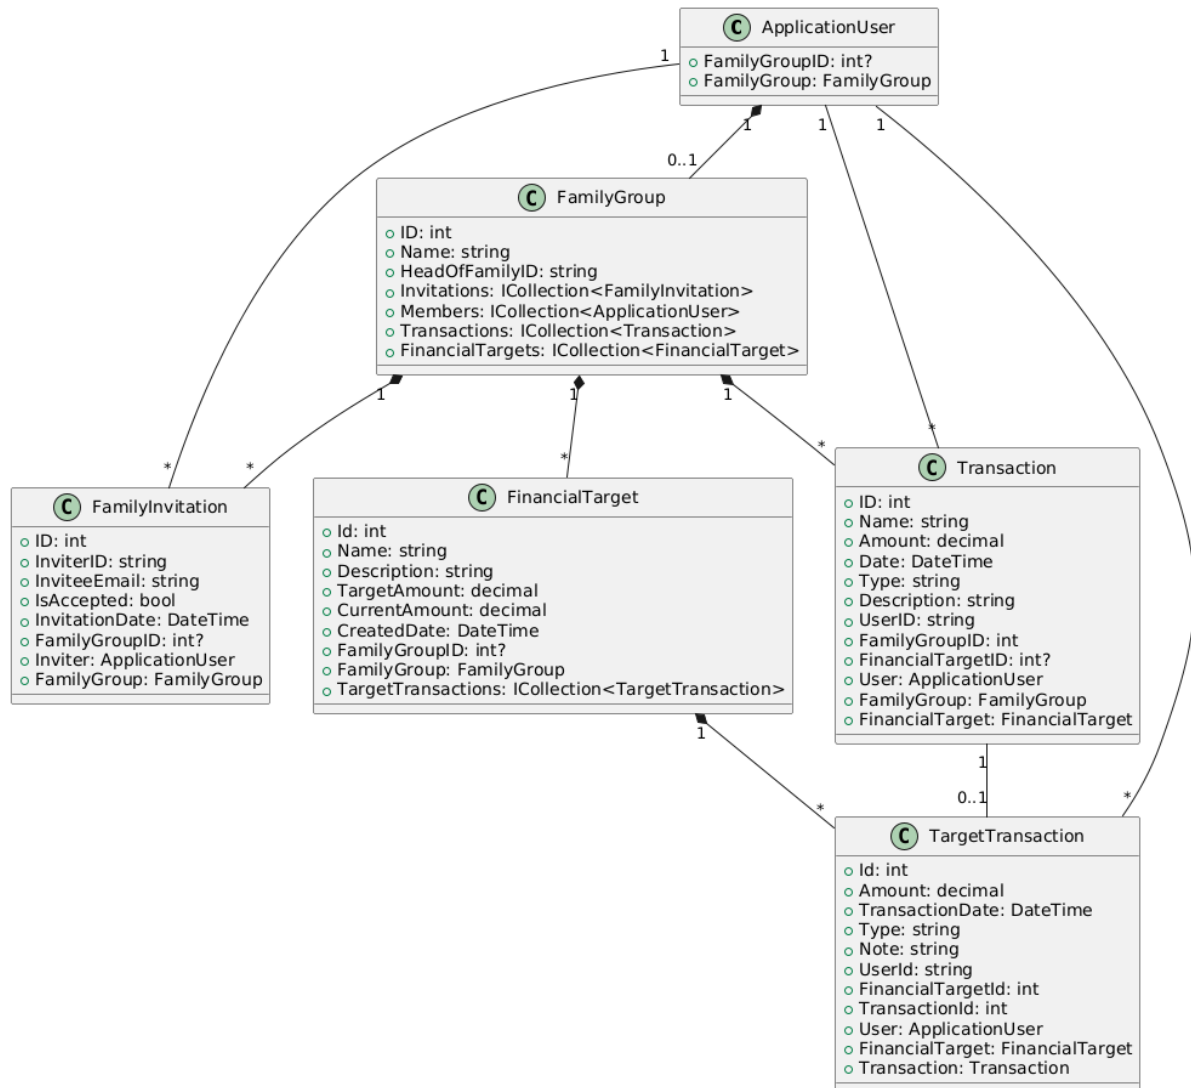 C ApplicationUser
FamilyGroupID: int?
FamilyGroup: FamilyGroup
1
1
1
1
0..1
C FamilyGroup
ID: int
Name: string
HeadOfFamilyID: string
Invitations: ICollection<FamilyInvitation>
Members: ICollection<ApplicationUser>
Transactions: ICollection<Transaction>
FinancialTargets: ICollection<FinancialTarget>
1
1
1
*
*
*
*
*
C FamilyInvitation
ID: int
InviterID: string
InviteeEmail: string
IsAccepted: bool
InvitationDate: DateTime
FamilyGroupID: int?
Inviter: ApplicationUser
FamilyGroup: FamilyGroup
C FinancialTarget
Id: int
Name: string
Description: string
TargetAmount: decimal
CurrentAmount: decimal
CreatedDate: DateTime
FamilyGroupID: int?
FamilyGroup: FamilyGroup
TargetTransactions: ICollection<TargetTransaction>
C Transaction
ID: int
Name: string
Amount: decimal
Date: DateTime
Type: string
Description: string
UserID: string
FamilyGroupID: int
FinancialTargetID: int?
User: ApplicationUser
FamilyGroup: FamilyGroup
FinancialTarget: FinancialTarget
1
1
0..1
*
*
C TargetTransaction
Id: int
Amount: decimal
TransactionDate: DateTime
Type: string
Note: string
UserId: string
FinancialTargetId: int
TransactionId: int
User: ApplicationUser
FinancialTarget: FinancialTarget
Transaction: Transaction